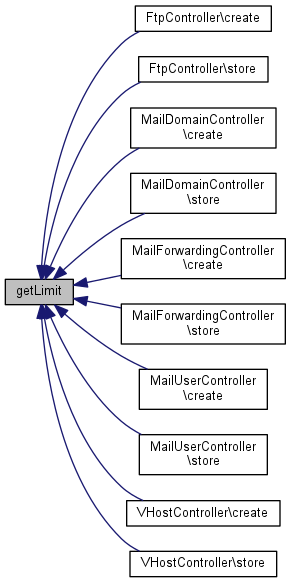 FtpController\create
FtpController\store
MailDomainController
\create
MailDomainController
\store
MailForwardingController
\create
getLimit
MailForwardingController
\store
MailUserController
\create
MailUserController
\store
VHostController\create
VHostController\store